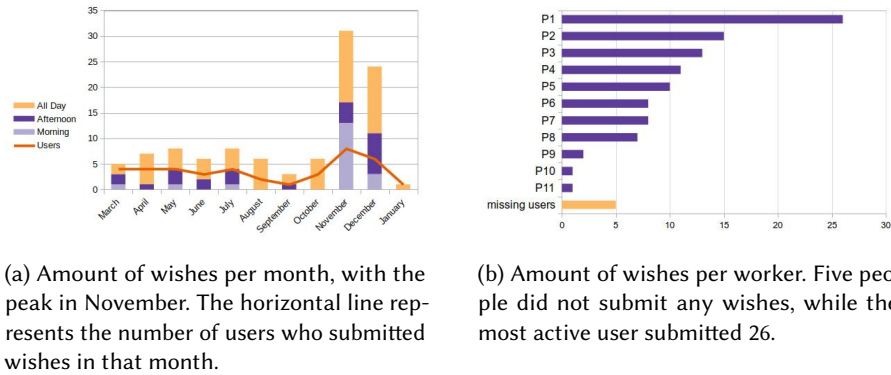 35
30
25
20
15
10
5
0
All Day
Afternoon
Morning
Users
March
April
May
June
July
August
September
October
November
December
January
(a) Amount of wishes per month, with the
peak in November. The horizontal line rep-
resents the number of users who submitted
wishes in that month.
P1
P2
P3
P4
P5
P6
P7
P8
P9
P10
P11
missing users
0 5 10 15 20 25 30
(b) Amount of wishes per worker. Five peo
ple did not submit any wishes, while the
most active user submitted 26.